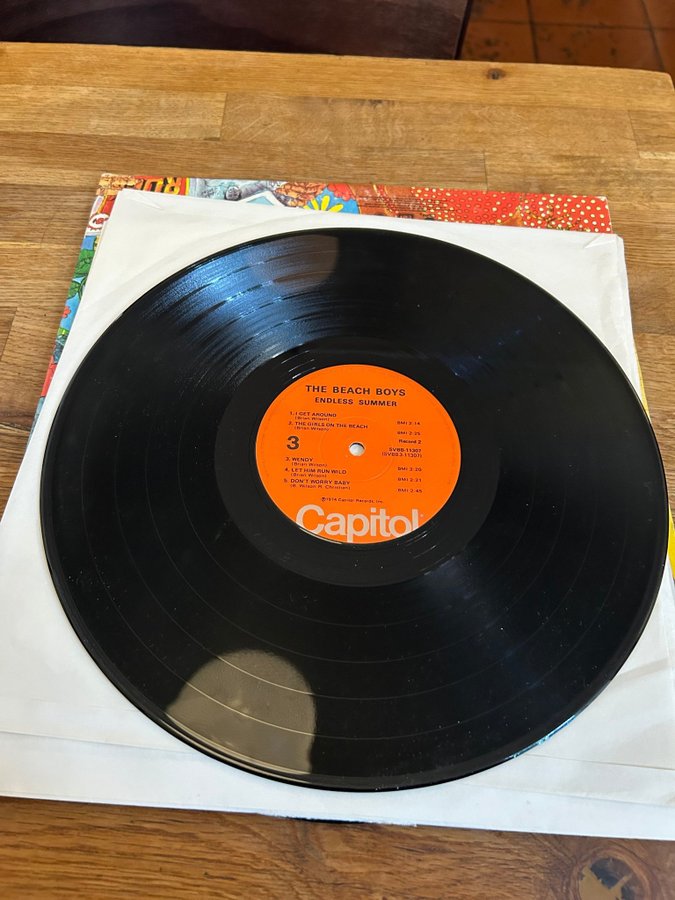 THE BEACH BOYS
ENDLESS SUMMER
1. I GET AROUND
(Brian Wilson) BMI 2:14
2. THE GIRLS ON THE BEACH
(Brian Wilson) BMI 2:25
Record 2
3 SVBB-11307
(SVBB3-11307)
3. WENDY
(Brian Wilson) BMI 3:20
4. LET HIM RUN WILD
(Brian Wilson) BMI 2:21
5. DON'T WORRY BABY
(B. Wilson-R. Christian) BMI 2:45
℗1974 Capitol Records, Inc.
Capitol